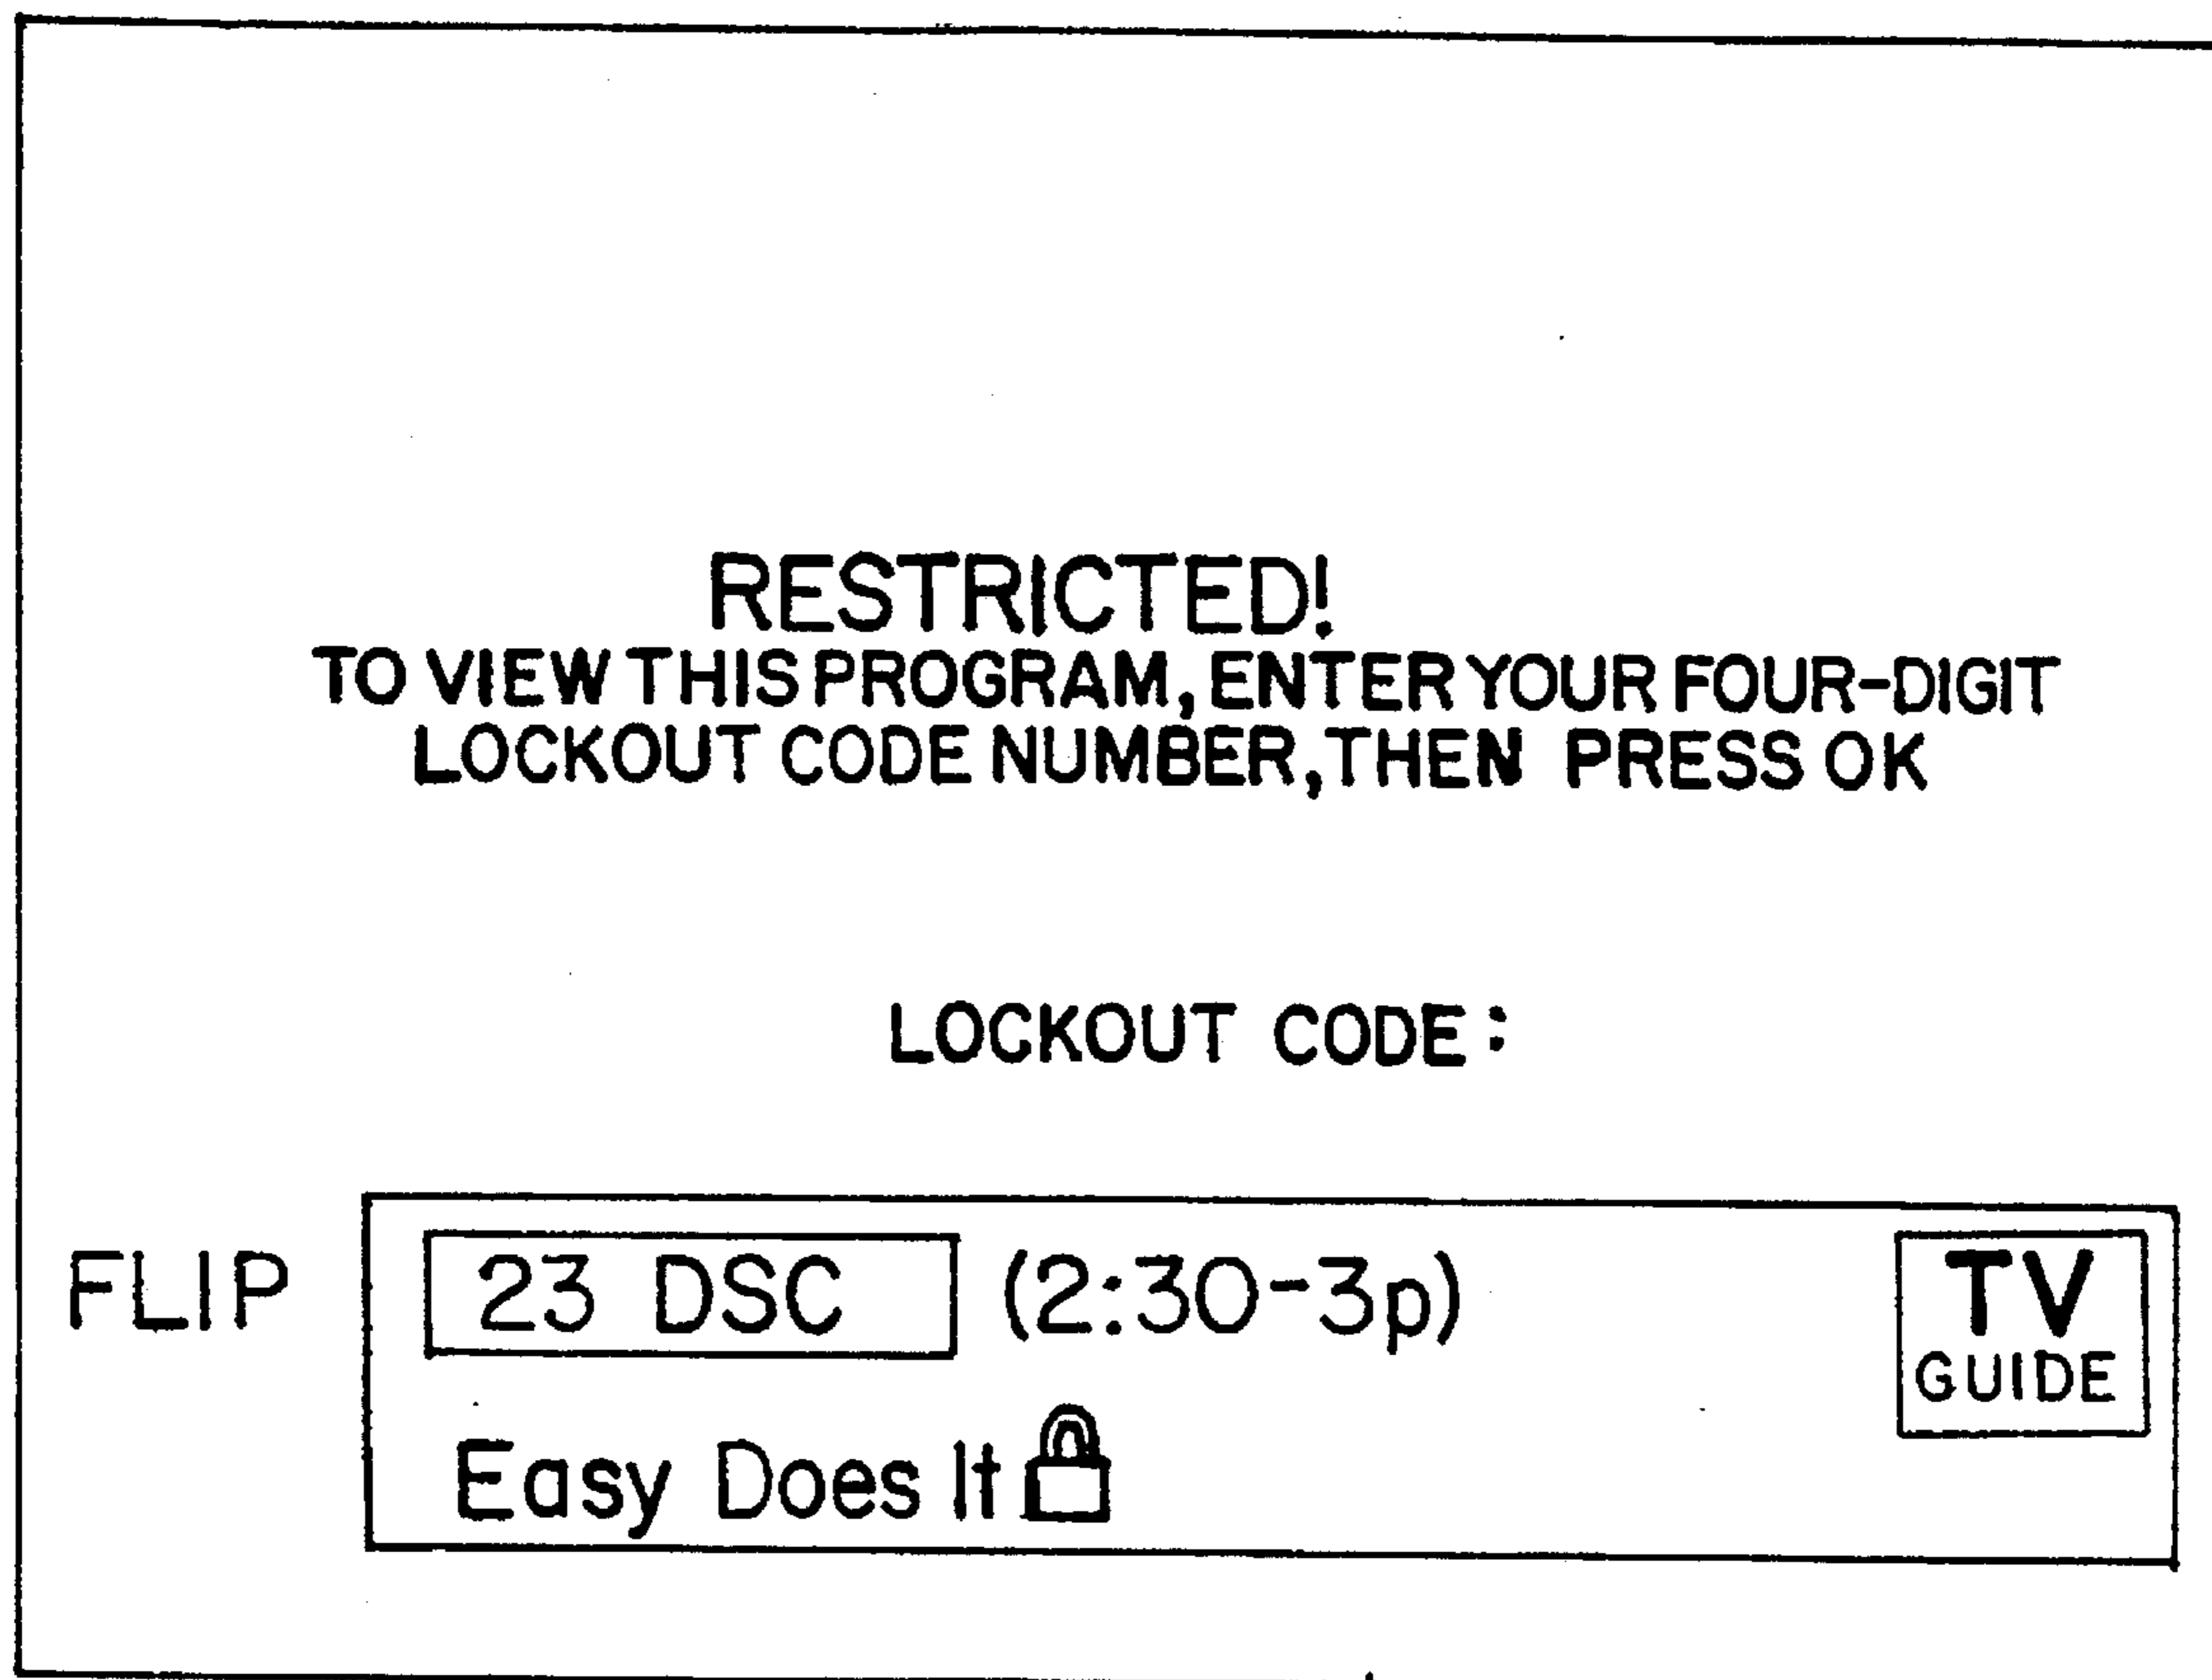 RESTRICTED!
TO VIEW THIS PROGRAM, ENTER YOUR FOUR-DIGIT
LOCKOUT CODE NUMBER, THEN PRESS OK
LOCKOUT CODE:
FLIP
23 DSC (2:30-3p)
TV
GUIDE
Easy Does It